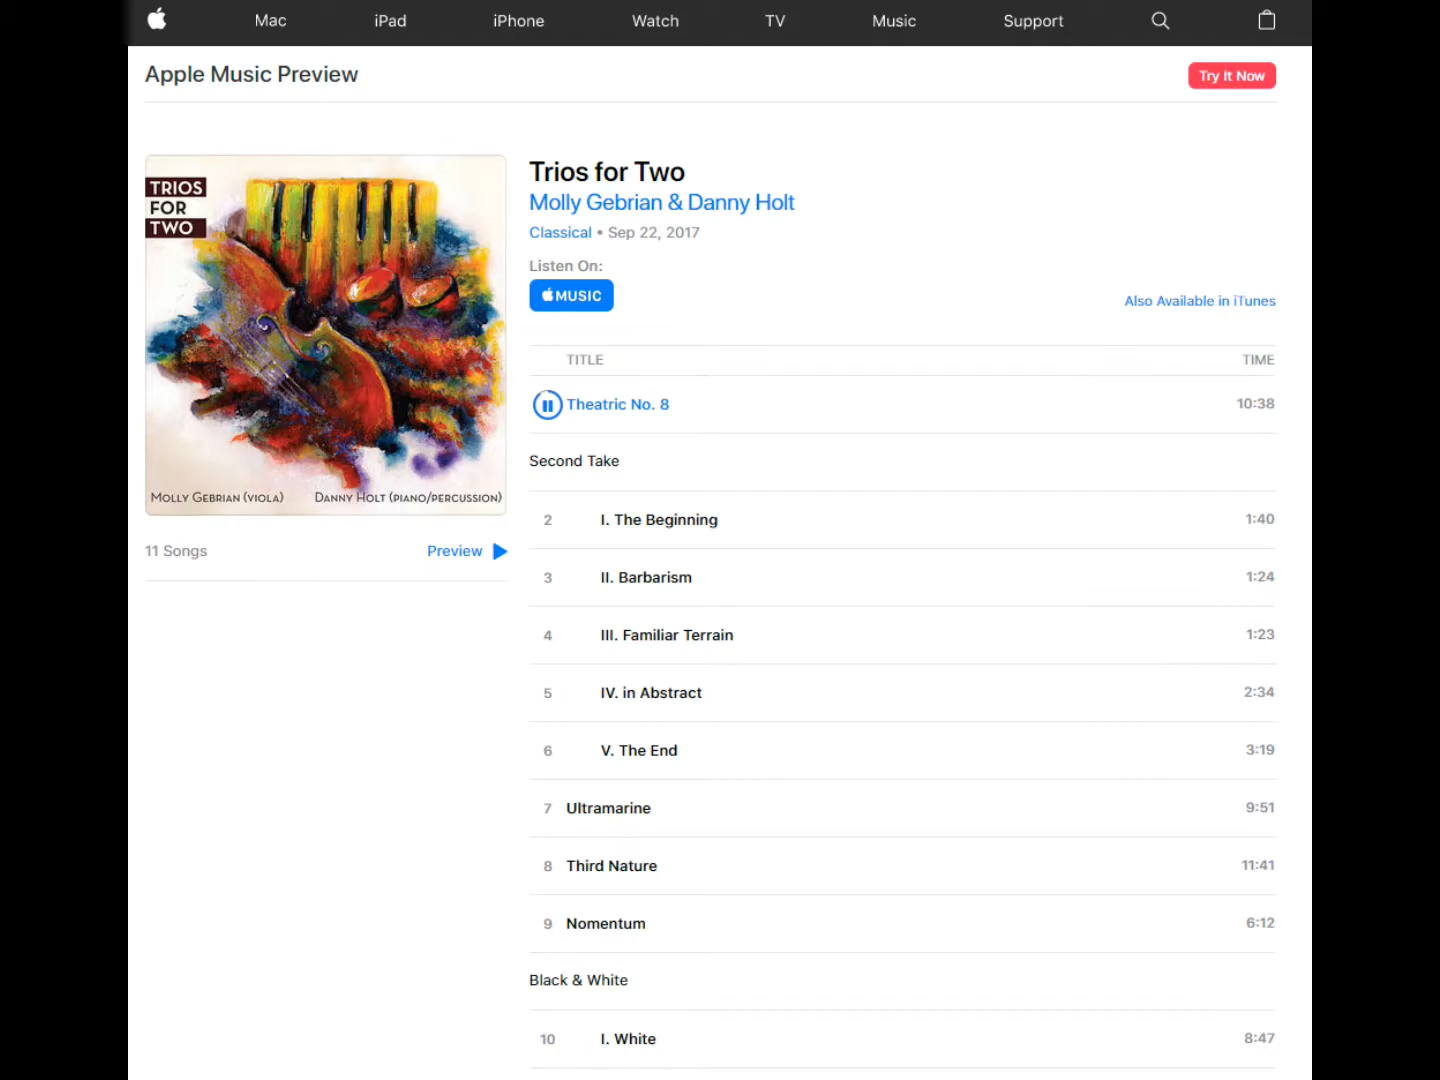 Mac iPad iPhone Watch TV Music Support
Apple Music Preview
Try It Now
TRIOS
FOR
TWO
MOLLY GEBRIAN (VIOLA) DANNY HOLT (PIANO/PERCUSSION)
11 Songs
Preview
Trios for Two
Molly Gebrian & Danny Holt
Classical • Sep 22, 2017
Listen On:
MUSIC
Also Available in iTunes
TITLE TIME
Theatric No. 8 10:38
Second Take
2 I. The Beginning 1:40
3 II. Barbarism 1:24
4 III. Familiar Terrain 1:23
5 IV. in Abstract 2:34
6 V. The End 3:19
7 Ultramarine 9:51
8 Third Nature 11:41
9 Nomentum 6:12
Black & White
10 I. White 8:47